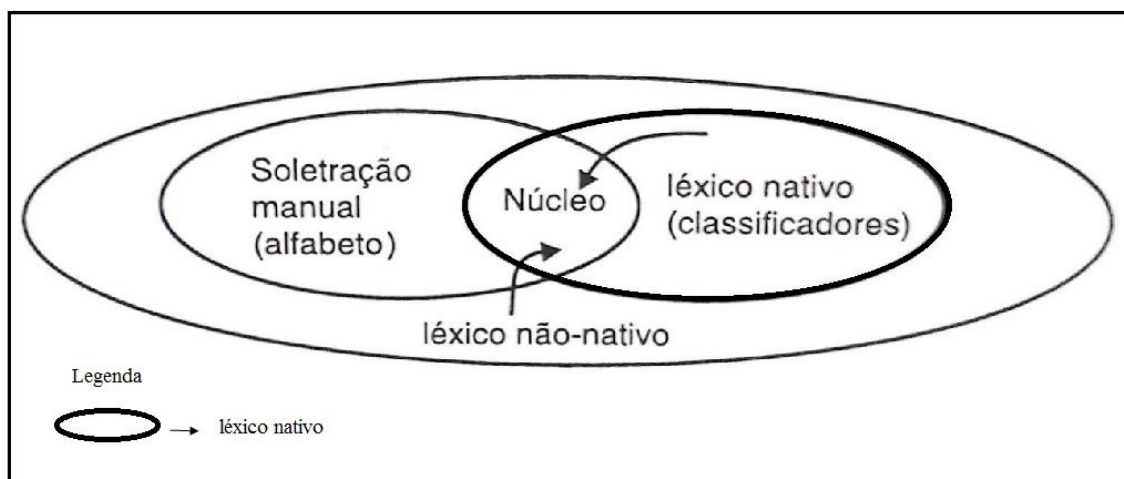 Soletração
manual
(alfabeto)
Núcleo
léxico nativo
(classificadores)
léxico não-nativo
Legenda
léxico nativo